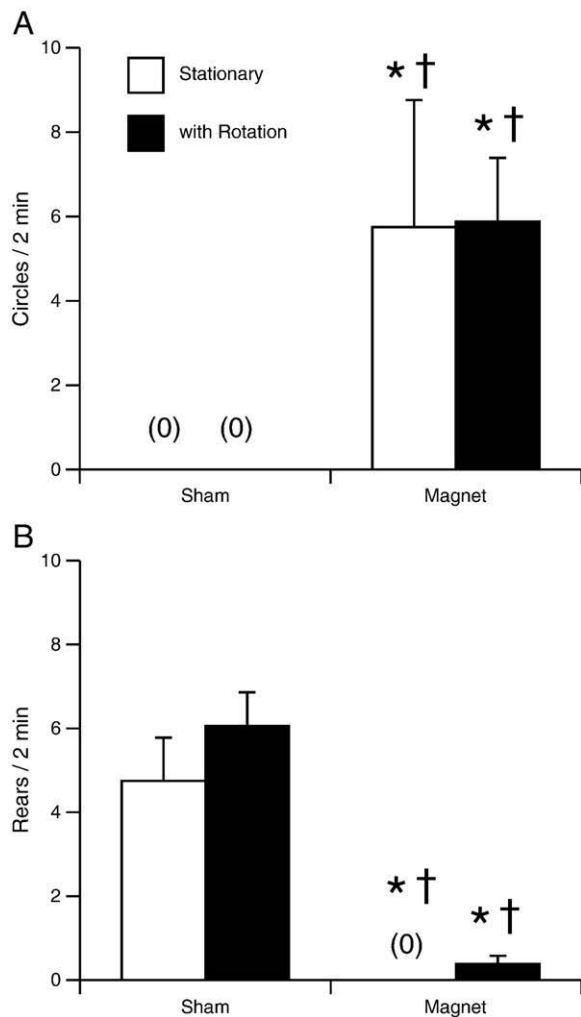 A
10
Stationary
with Rotation
* †
* †
8
6
4
2
0
Circles / 2 min
(0) (0)
Sham Magnet
B
10
8
6
4
2
0
Rears / 2 min
* †
* †
(0)
Sham Magnet